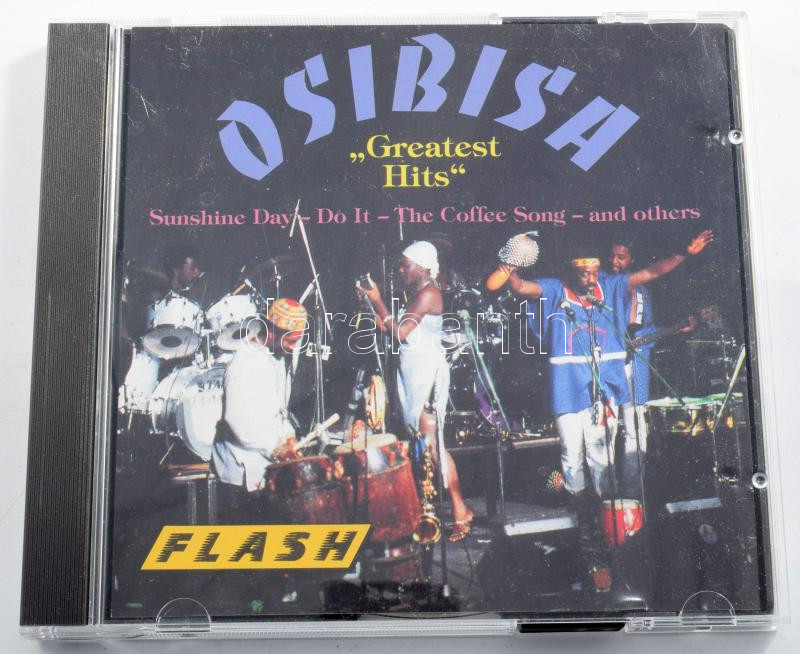 OSIBISA
„Greatest
Hits“
Sunshine Day – Do It – The Coffee Song – and others
darabanth
FLASH